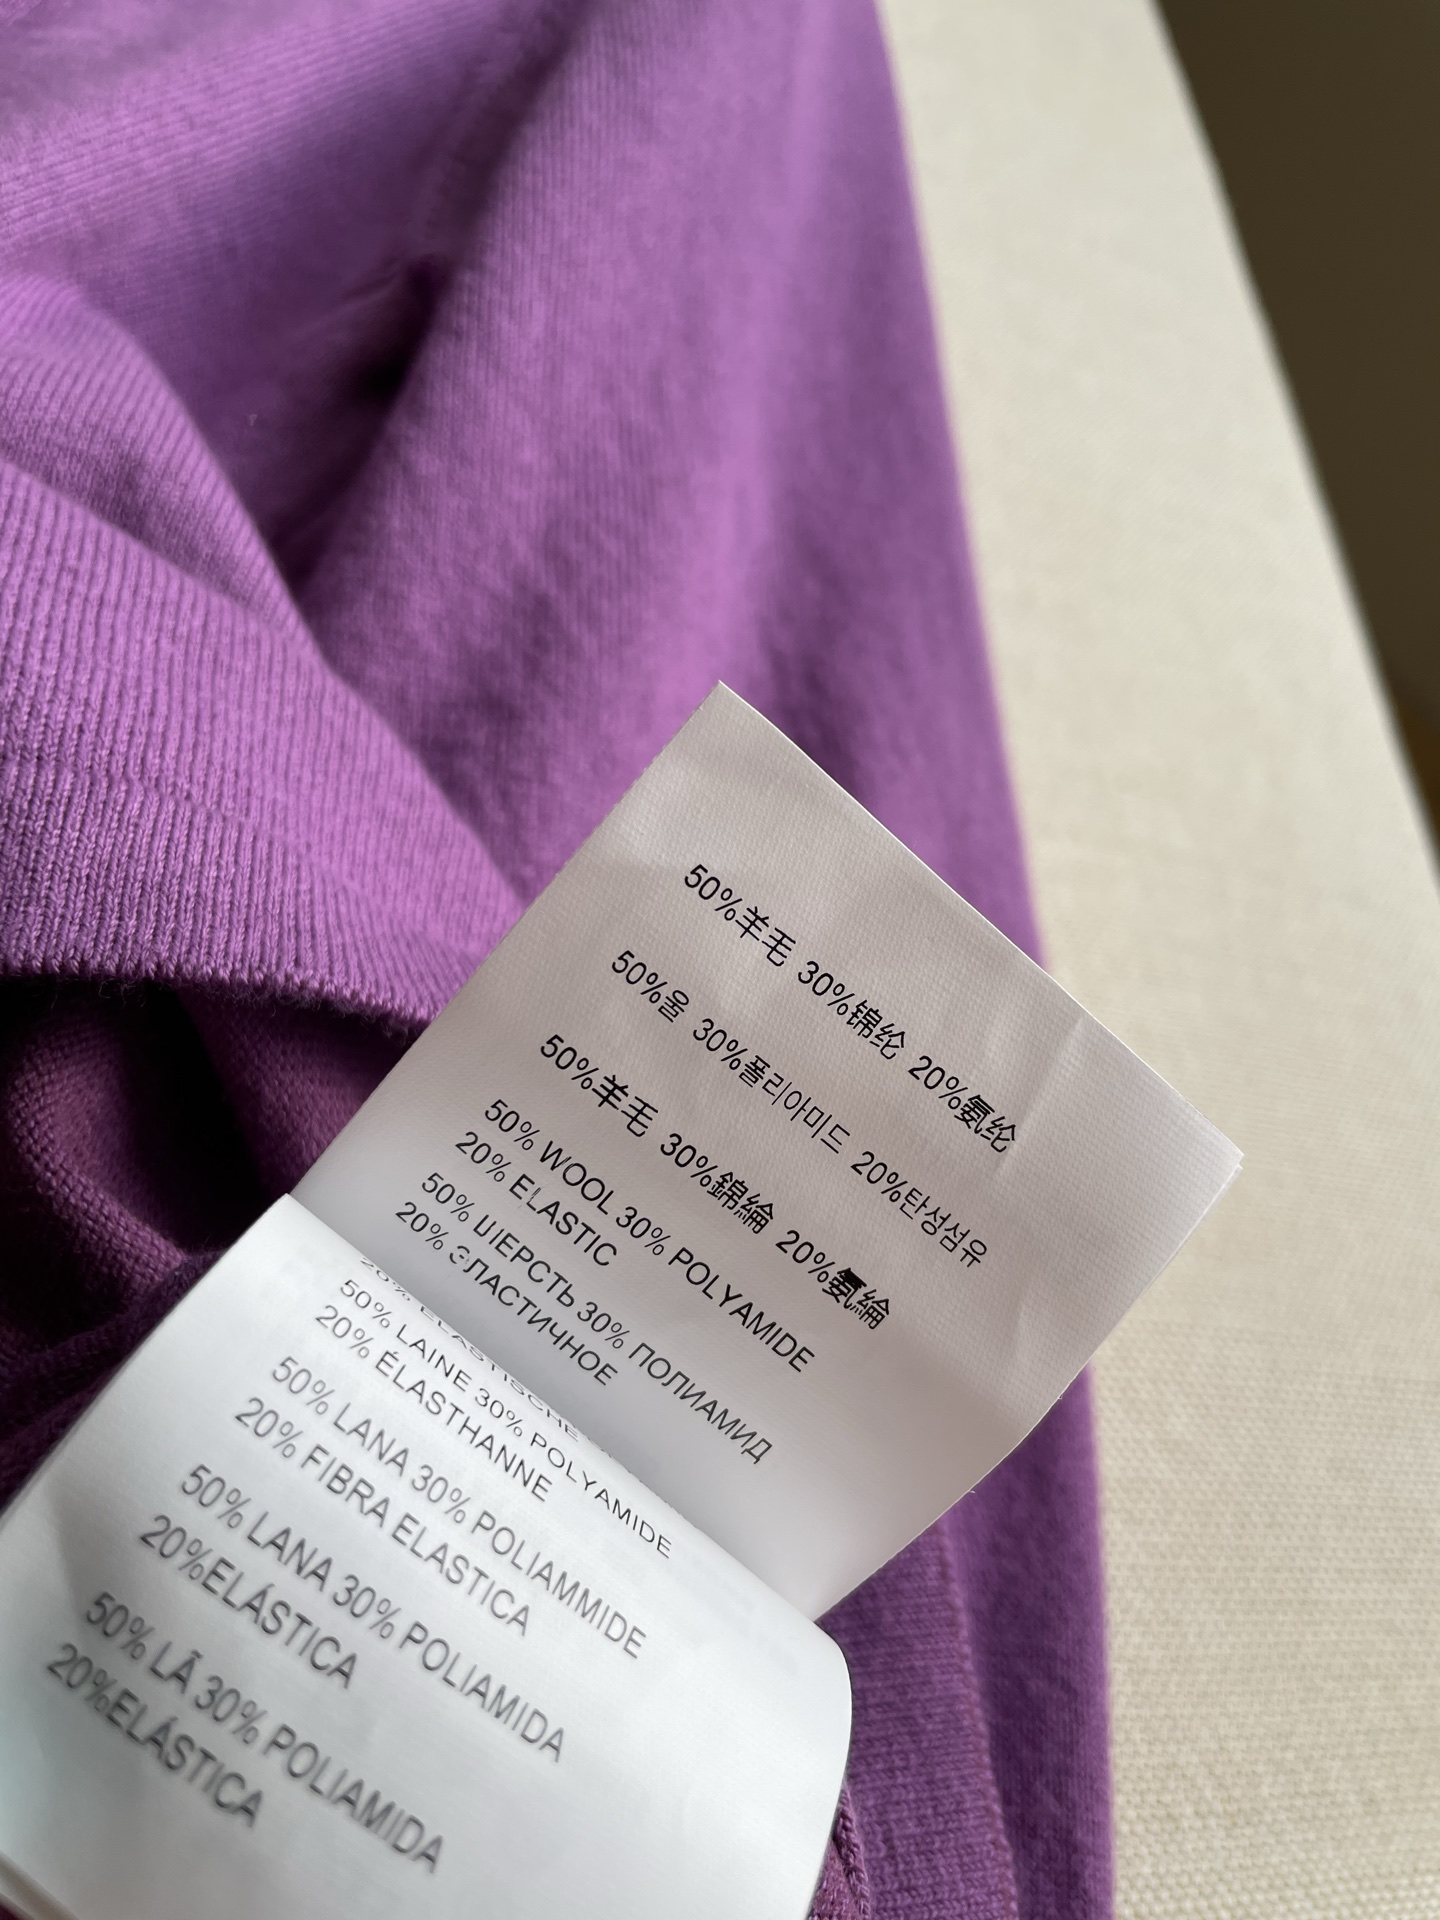 50%羊毛 30%锦纶 20%氨纶
50%울 30%폴리아미드 20%탄성섬유
50%羊毛 30%錦綸 20%氨綸
50% WOOL 30% POLYAMIDE
20% ELASTIC
50% ШЕРСТЬ 30% ПОЛИАМИД
20% ЭЛАСТИЧНОЕ
50% LAINE 30% POLYAMIDE
20% ÉLASTHANNE
50% LANA 30% POLIAMMIDE
20% FIBRA ELASTICA
50% LANA 30% POLIAMIDA
20%ELÁSTICA
50% LÃ 30% POLIAMIDA
20%ELÁSTICA